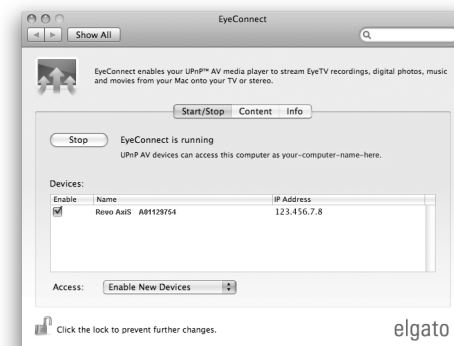 EyeConnect
Show All
EyeConnect enables your UPnP™ AV media player to stream EyeTV recordings, digital photos, music
and movies from your Mac onto your TV or stereo.
Start/Stop Content Info
Stop EyeConnect is running
UPnP AV devices can access this computer as your-computer-name-here.
Devices:
Enable Name IP Address
Revo AxiS A01129754 123.456.7.8
Access: Enable New Devices
Click the lock to prevent further changes.
elgato